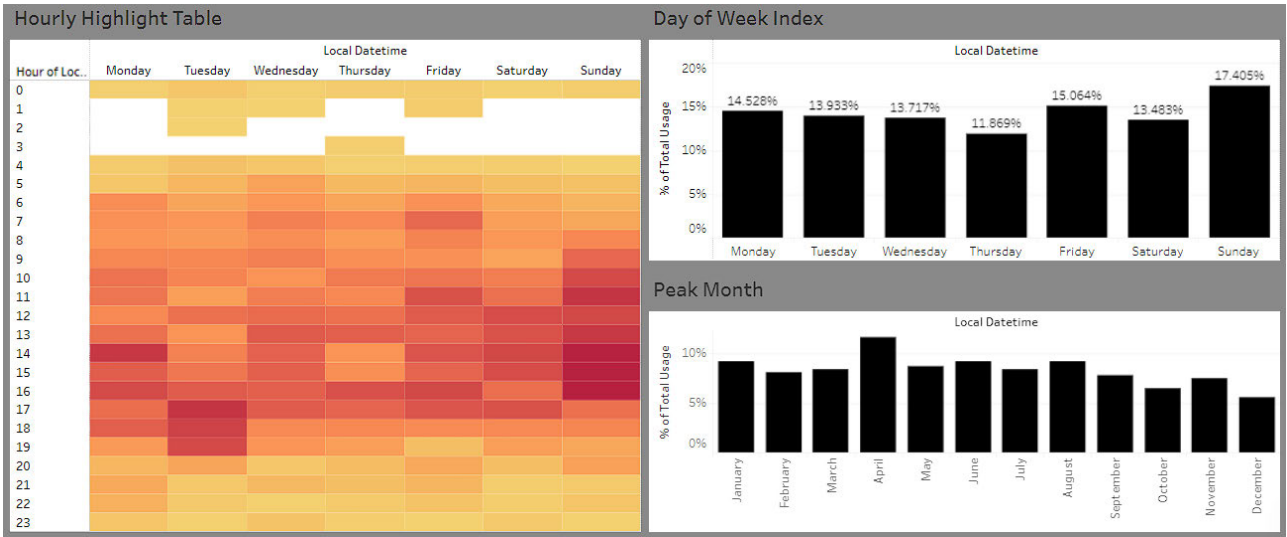 Hourly Highlight Table
Local Datetime
Hour of Loc.. Monday Tuesday Wednesday Thursday Friday Saturday Sunday
0
1
2
3
4
5
6
7
8
9
10
11
12
13
14
15
16
17
18
19
20
21
22
23
Day of Week Index
Local Datetime
% of Total Usage
20%
15%
10%
5%
0%
14.528% 13.933% 13.717% 11.869% 15.064% 13.483% 17.405%
Monday Tuesday Wednesday Thursday Friday Saturday Sunday
Peak Month
Local Datetime
% of Total Usage
10%
5%
0%
January February March April May June July August September October November December